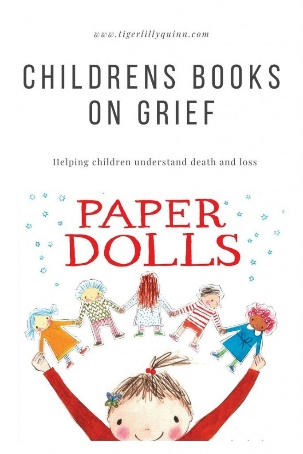 www.tigerlillyquinn.com
CHILDRENS BOOKS
ON GRIEF
Helping children understand death and loss
PAPER
DOLLS